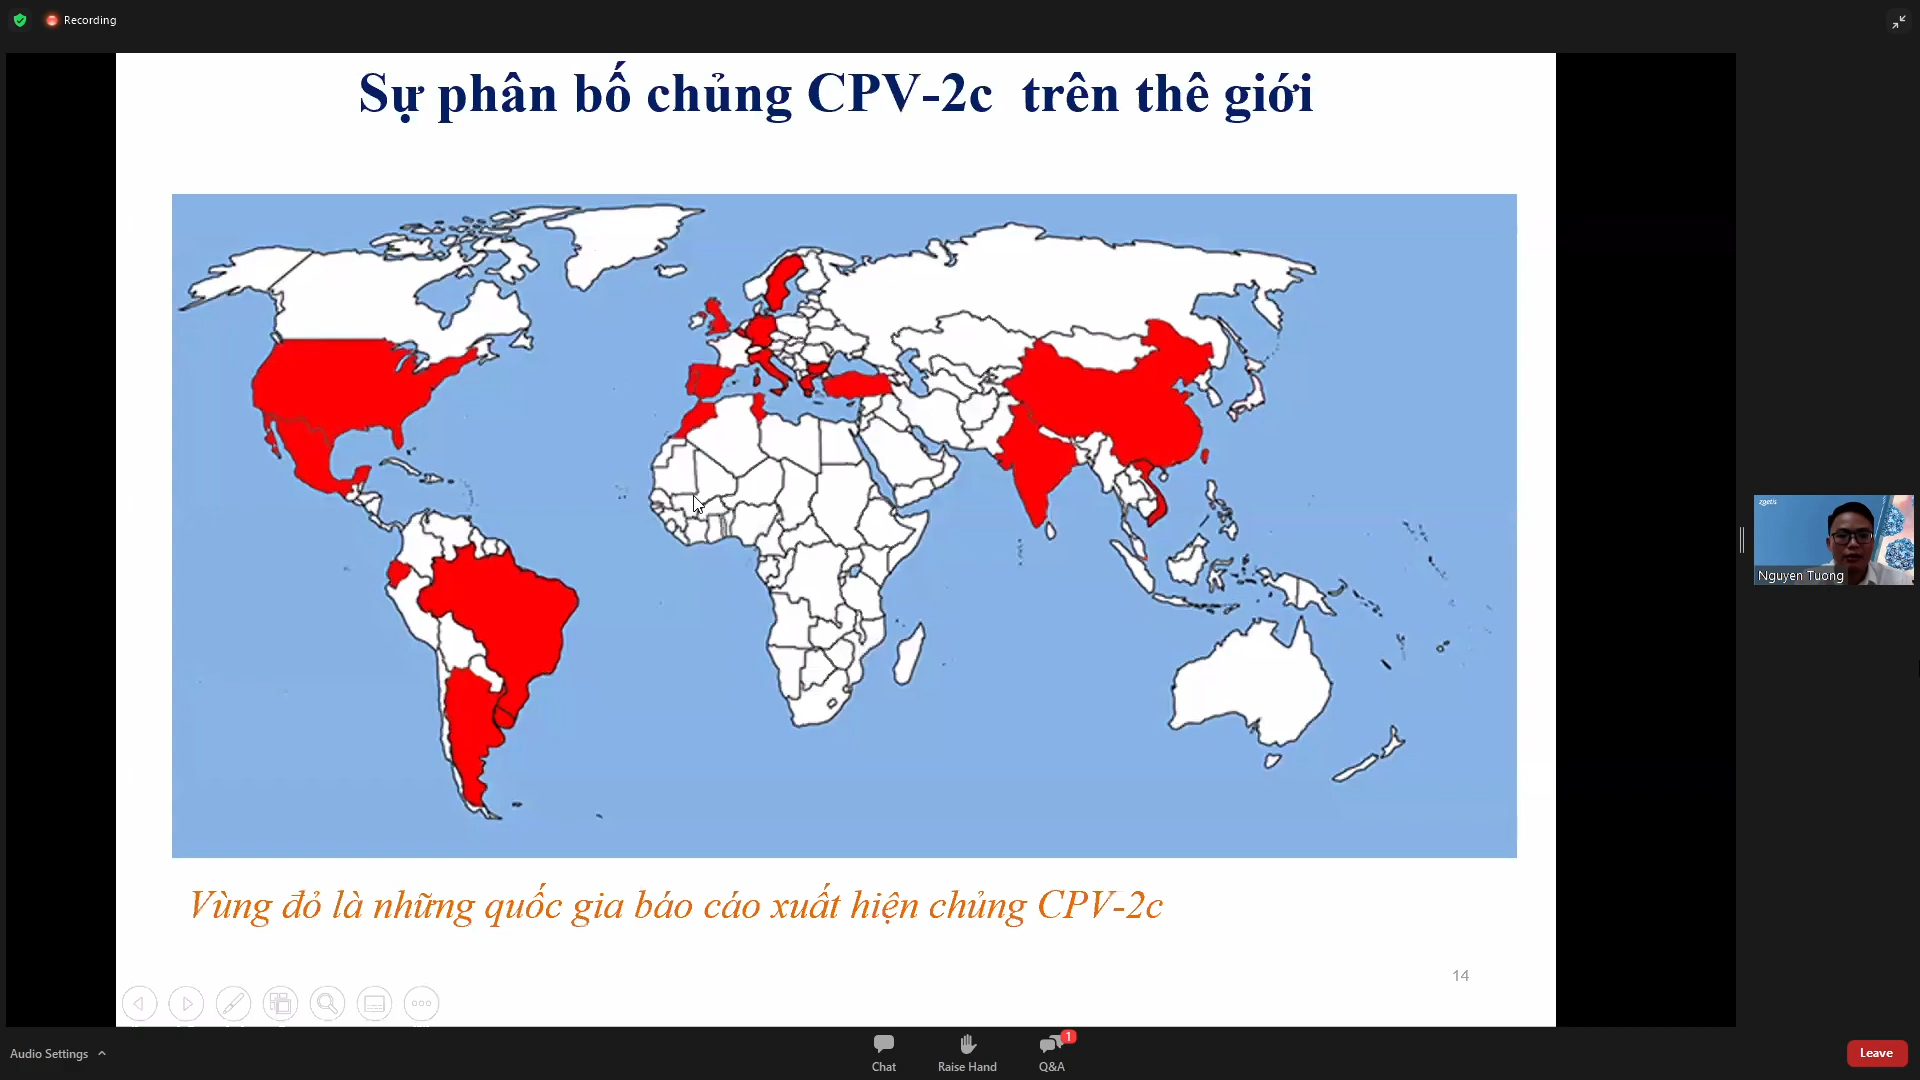 Recording
Sự phân bố chủng CPV-2c trên thê giới
zoetis
Nguyen Tuong
Vùng đỏ là những quốc gia báo cáo xuất hiện chủng CPV-2c
14
Audio Settings
Chat
Raise Hand
1
Q&A
Leave